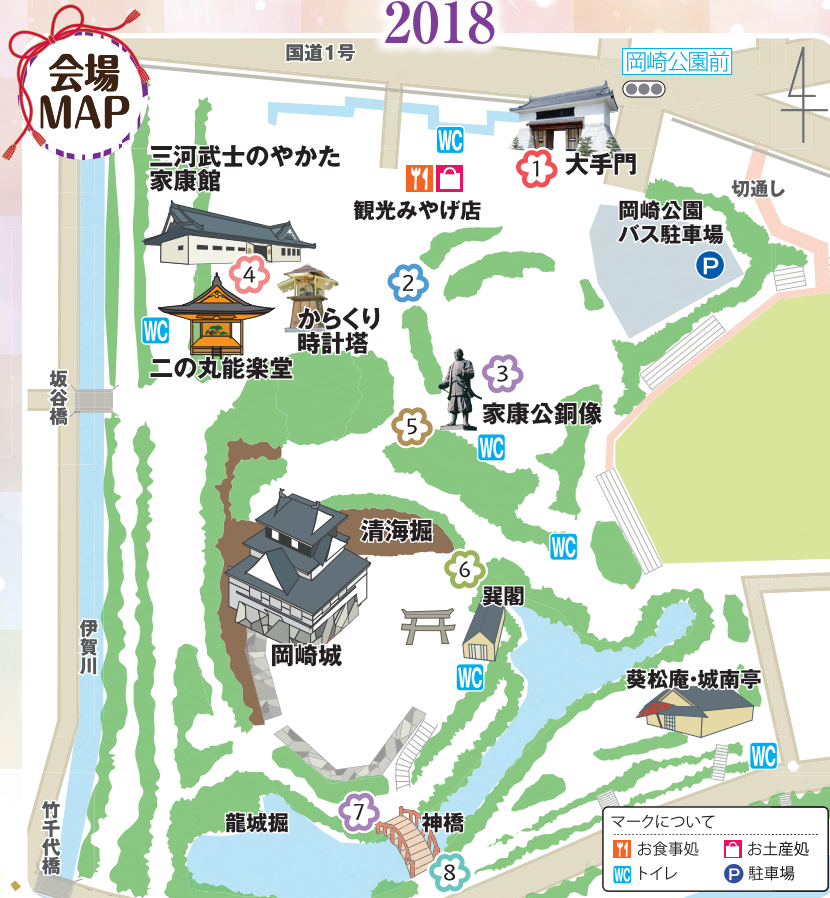 2018
会場
MAP
国道1号
岡崎公園前
WC
1
大手門
三河武士のやかた
家康館
観光みやげ店
切通し
岡崎公園
バス駐車場
P
4
2
からくり
時計塔
WC
二の丸能楽堂
3
家康公銅像
坂谷橋
5
WC
清海掘
WC
6
巽閣
伊賀川
岡崎城
WC
葵松庵・城南亭
WC
竹千代橋
龍城掘
7
神橋
8
マークについて
お食事処
お土産処
WC トイレ
P 駐車場